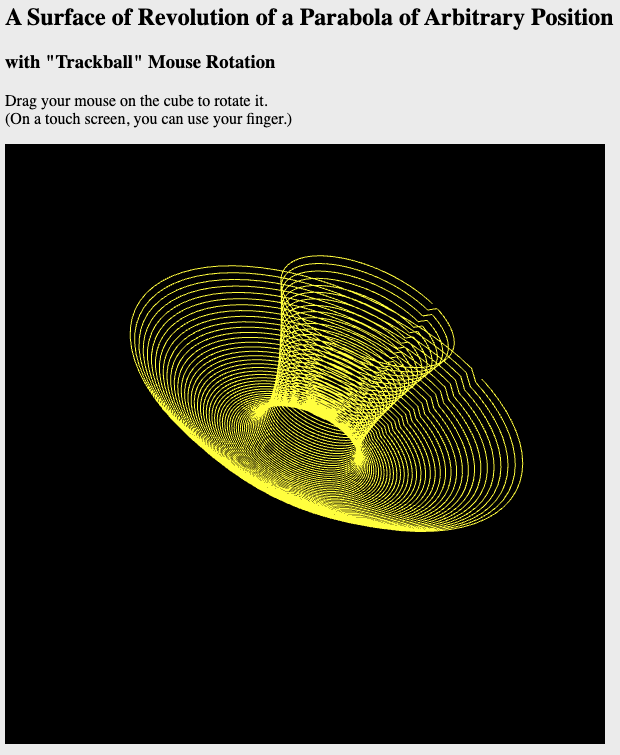 A Surface of Revolution of a Parabola of Arbitrary Position
with "Trackball" Mouse Rotation
Drag your mouse on the cube to rotate it.
(On a touch screen, you can use your finger.)